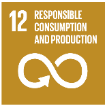 12 RESPONSIBLE
CONSUMPTION
AND PRODUCTION